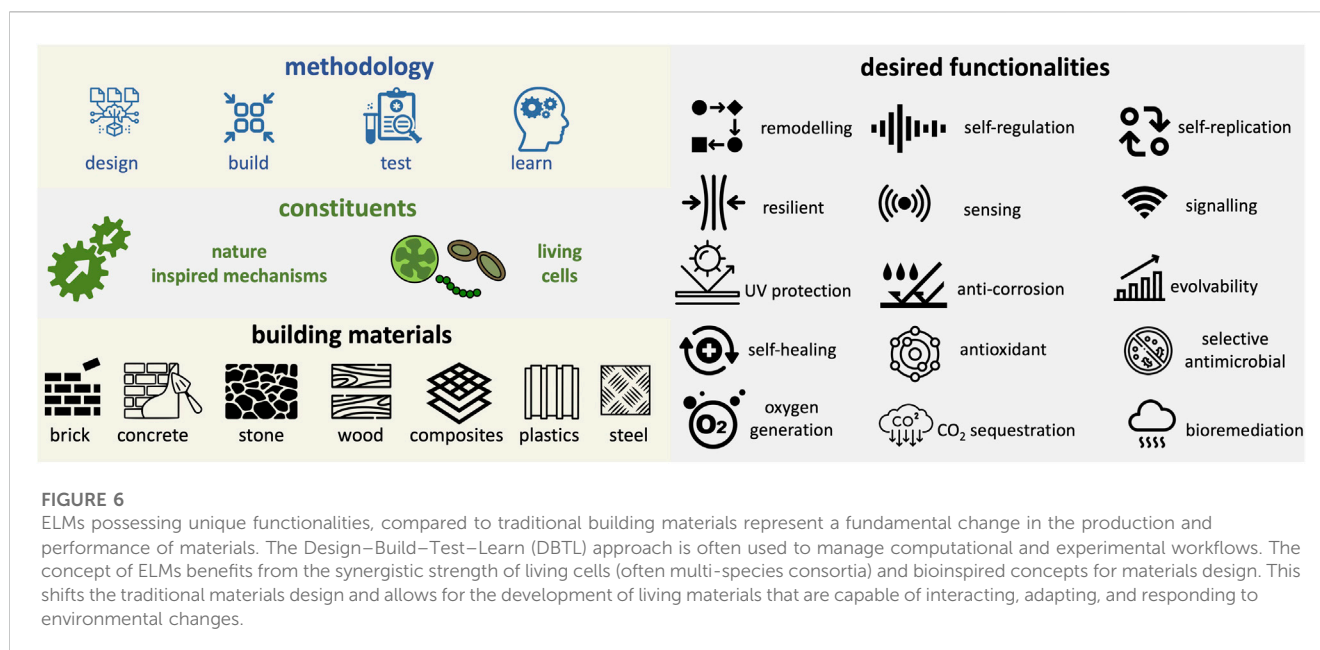 methodology
design
build
test
learn
constituents
nature
inspired mechanisms
living
cells
building materials
brick
concrete
stone
wood
composites
plastics
steel
desired functionalities
remodelling
self-regulation
self-replication
resilient
sensing
signalling
UV protection
anti-corrosion
evolvability
self-healing
antioxidant
selective
antimicrobial
O₂
oxygen
generation
CO²
CO₂ sequestration
bioremediation
FIGURE 6
ELMs possessing unique functionalities, compared to traditional building materials represent a fundamental change in the production and
performance of materials. The Design–Build–Test–Learn (DBTL) approach is often used to manage computational and experimental workflows. The
concept of ELMs benefits from the synergistic strength of living cells (often multi-species consortia) and bioinspired concepts for materials design. This
shifts the traditional materials design and allows for the development of living materials that are capable of interacting, adapting, and responding to
environmental changes.